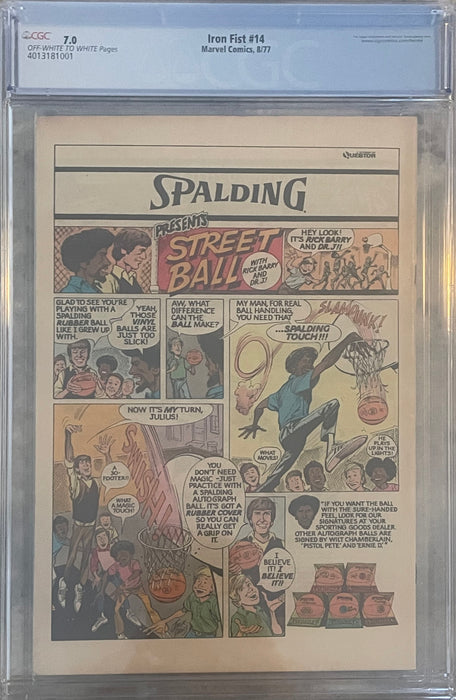 CGC
7.0
OFF-WHITE TO WHITE Pages
4013181001
Iron Fist #14
Marvel Comics, 8/77
CGC
QUESTOR
SPALDING
PRESENTS
STREET
BALL
WITH
RICK BARRY
AND
DR. J!
HEY LOOK!
IT'S RICK BARRY
AND
DR. J!!
GLAD TO SEE YOU'RE
PLAYING WITH A
SPALDING
RUBBER BALL
LIKE I GREW UP
WITH.
YEAH,
THOSE
VINYL
BALLS ARE
JUST TOO
SLICK!
AW, WHAT
DIFFERENCE
CAN THE
BALL MAKE?
MY MAN, FOR REAL
BALL HANDLING,
YOU NEED THAT
...SPALDING
TOUCH!!!
SLAM DUNK!
WHAT
MOVES!
HE
PLAYS
UP IN THE
LIGHTS!
NOW IT'S MY TURN,
JULIUS!
A
30-
FOOTER!!
WHAT
A MAGIC
TOUCH!
YOU
DON'T NEED
MAGIC-JUST
PRACTICE WITH
A SPALDING
AUTOGRAPH
BALL. IT'S GOT A
RUBBER COVER
SO YOU CAN
REALLY GET
A GRIP ON
IT.
I
BELIEVE
IT! I
BELIEVE
IT!!
"IF YOU WANT THE BALL
WITH THE SURE-HANDED
FEEL, LOOK FOR OUR
SIGNATURES AT YOUR
SPORTING GOODS DEALER.
OTHER AUTOGRAPH BALLS ARE
SIGNED BY WILT CHAMBERLAIN,
"PISTOL PETE" AND "ERNIE D."